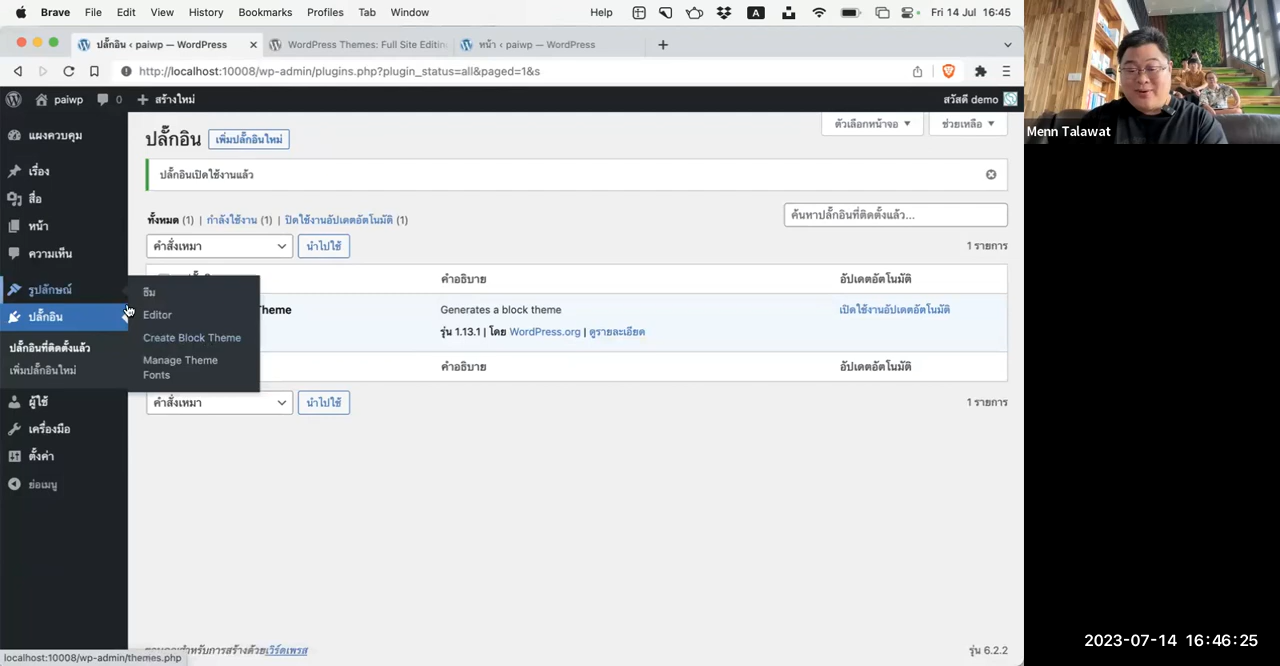 Brave File Edit View History Bookmarks Profiles Tab Window Help A Fri 14 Jul 16:45
ปลั๊กอิน ‹ paiwp — WordPress
WordPress Themes: Full Site Editin
หน้า ‹ paiwp — WordPress
http://localhost:10008/wp-admin/plugins.php?plugin_status=all&paged=1&s
paiwp 0 สร้างใหม่ สวัสดี demo
แผงควบคุม
เรื่อง
สื่อ
หน้า
ความเห็น
รูปลักษณ์
ปลั๊กอิน
ปลั๊กอินที่ติดตั้งแล้ว
เพิ่มปลั๊กอินใหม่
ผู้ใช้
เครื่องมือ
ตั้งค่า
ย่อเมนู
ธีม
Editor
Create Block Theme
Manage Theme
Fonts
ปลั๊กอิน เพิ่มปลั๊กอินใหม่ ตัวเลือกหน้าจอ ช่วยเหลือ
ปลั๊กอินเปิดใช้งานแล้ว
ทั้งหมด (1) | กำลังใช้งาน (1) | ปิดใช้งานอัปเดตอัตโนมัติ (1)
ค้นหาปลั๊กอินที่ติดตั้งแล้ว...
คำสั่งเหมา นำไปใช้ 1 รายการ
คำอธิบาย อัปเดตอัตโนมัติ
Theme Generates a block theme เปิดใช้งานอัปเดตอัตโนมัติ
รุ่น 1.13.1 | โดย WordPress.org | ดูรายละเอียด
คำอธิบาย อัปเดตอัตโนมัติ
คำสั่งเหมา นำไปใช้ 1 รายการ
สำหรับการสร้างด้วยเวิร์ดเพรส รุ่น 6.2.2
localhost:10008/wp-admin/themes.php
Menn Talawat
2023-07-14 16:46:25